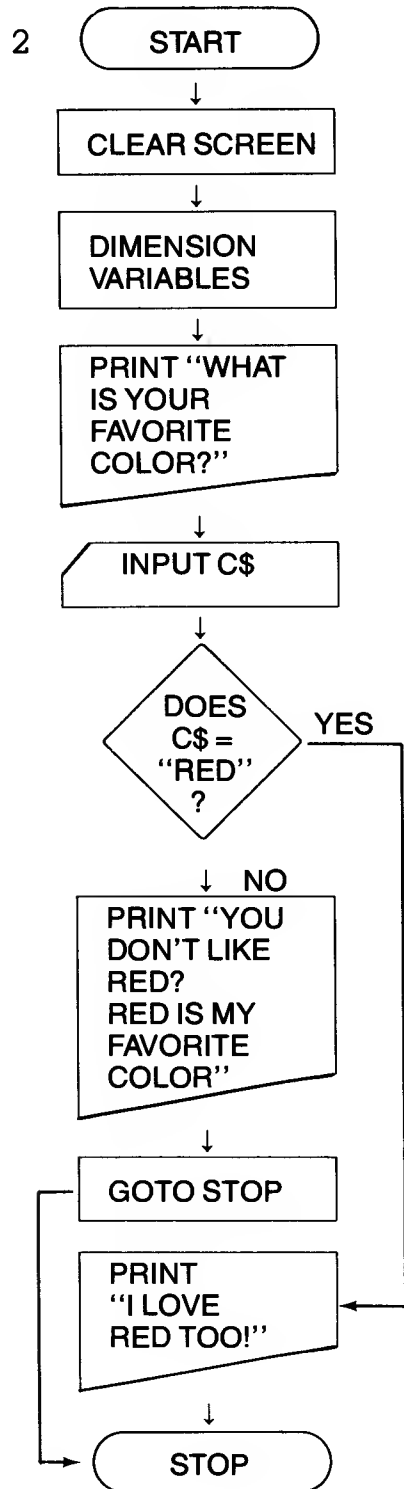 2
START
↓
CLEAR SCREEN
↓
DIMENSION
VARIABLES
↓
PRINT “WHAT
IS YOUR
FAVORITE
COLOR?”
↓
INPUT C$
↓
DOES
C$ =
“RED”
?
YES
↓ NO
PRINT “YOU
DON'T LIKE
RED?
RED IS MY
FAVORITE
COLOR”
↓
GOTO STOP
PRINT
“I LOVE
RED TOO!”
↓
STOP